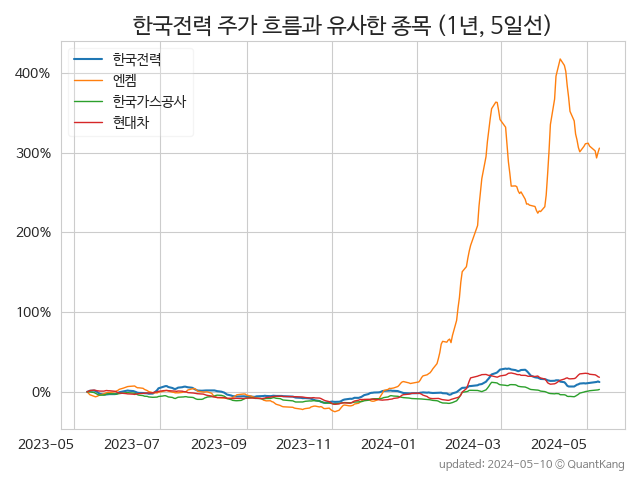 한국전력 주가 흐름과 유사한 종목 (1년, 5일선)
한국전력
엔켐
한국가스공사
현대차
400%
300%
200%
100%
0%
2023-05 2023-07 2023-09 2023-11 2024-01 2024-03 2024-05
updated: 2024-05-10 © QuantKang